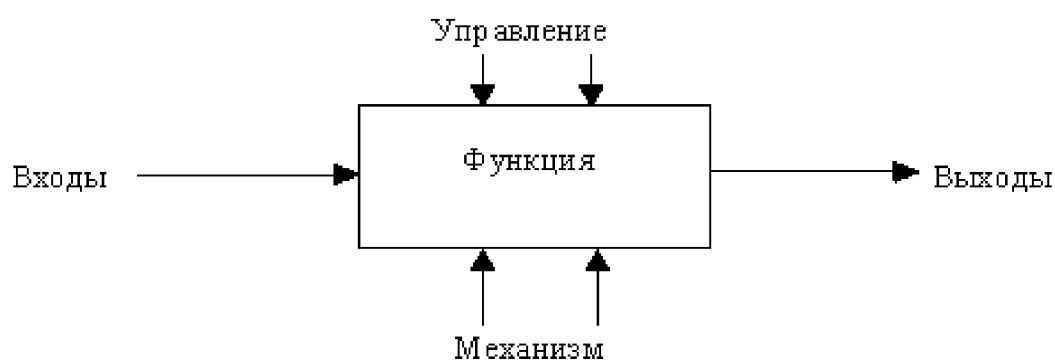 Управление
Функция
Входы
Выходы
Механизм